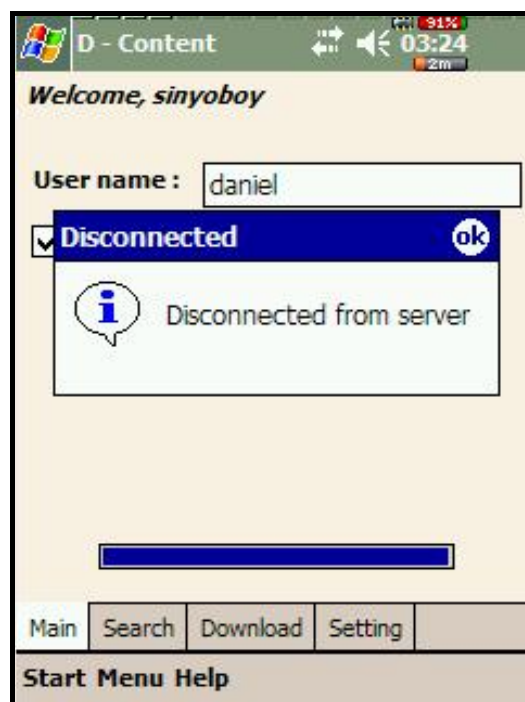 91%
D - Content 03:24
2m
Welcome, sinyoboy
User name : daniel
Disconnected ok
i Disconnected from server
Main Search Download Setting
Start Menu Help